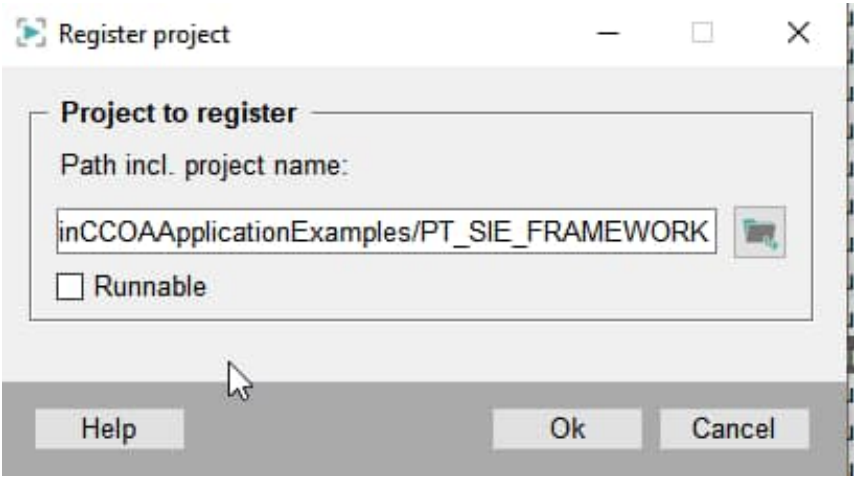 Register project
Project to register
Path incl. project name:
inCCOAApplicationExamples/PT_SIE_FRAMEWORK
Runnable
Help Ok Cancel